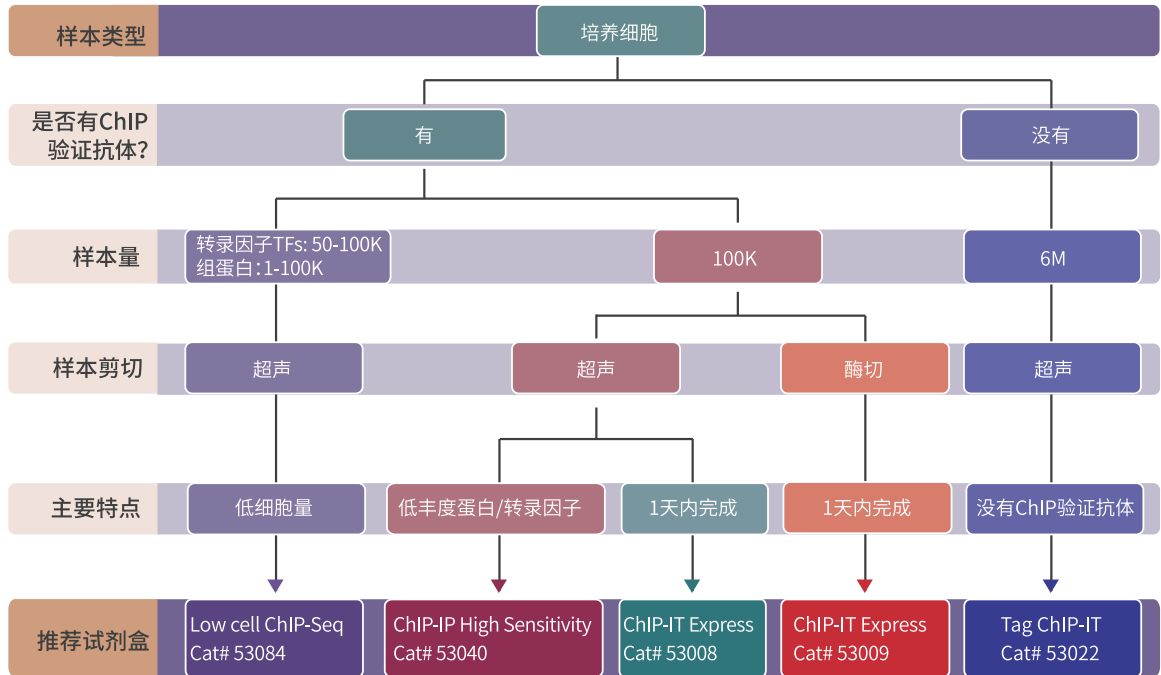 样本类型
培养细胞
是否有ChIP
验证抗体?
有
没有
样本量
转录因子TFs: 50-100K
组蛋白:1-100K
100K
6M
样本剪切
超声
超声
酶切
超声
主要特点
低细胞量
低丰度蛋白/转录因子
1天内完成
1天内完成
没有ChIP验证抗体
推荐试剂盒
Low cell ChIP-Seq
Cat# 53084
ChIP-IP High Sensitivity
Cat# 53040
ChIP-IT Express
Cat# 53008
ChIP-IT Express
Cat# 53009
Tag ChIP-IT
Cat# 53022